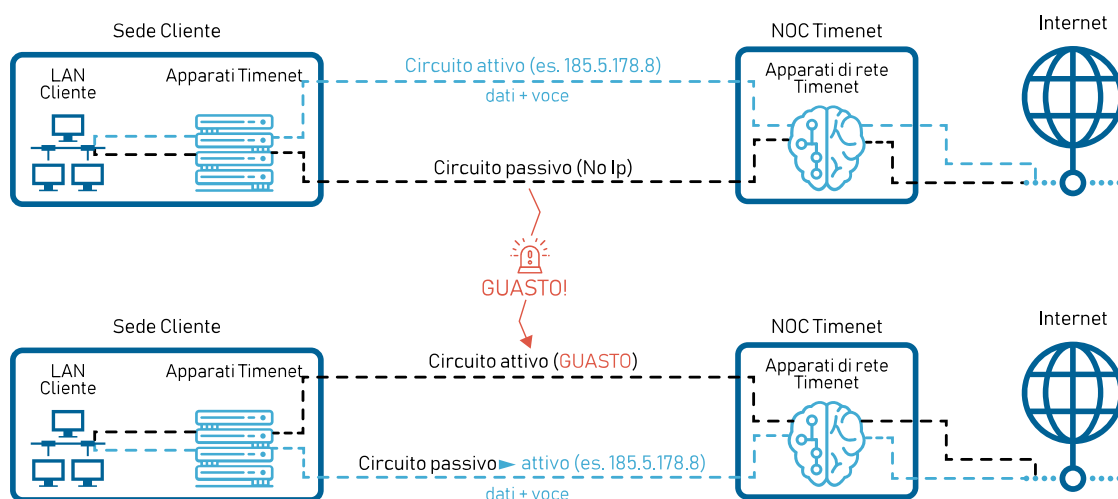 Sede Cliente
NOC Timenet
Internet
LAN
Cliente
Apparati Timenet
Circuito attivo (es. 185.5.178.8)
dati + voce
Apparati di rete
Timenet
Circuito passivo (No Ip)
GUASTO!
Sede Cliente
NOC Timenet
Internet
LAN
Cliente
Apparati Timenet
Circuito attivo (GUASTO)
Apparati di rete
Timenet
Circuito passivo ► attivo (es. 185.5.178.8)
dati + voce